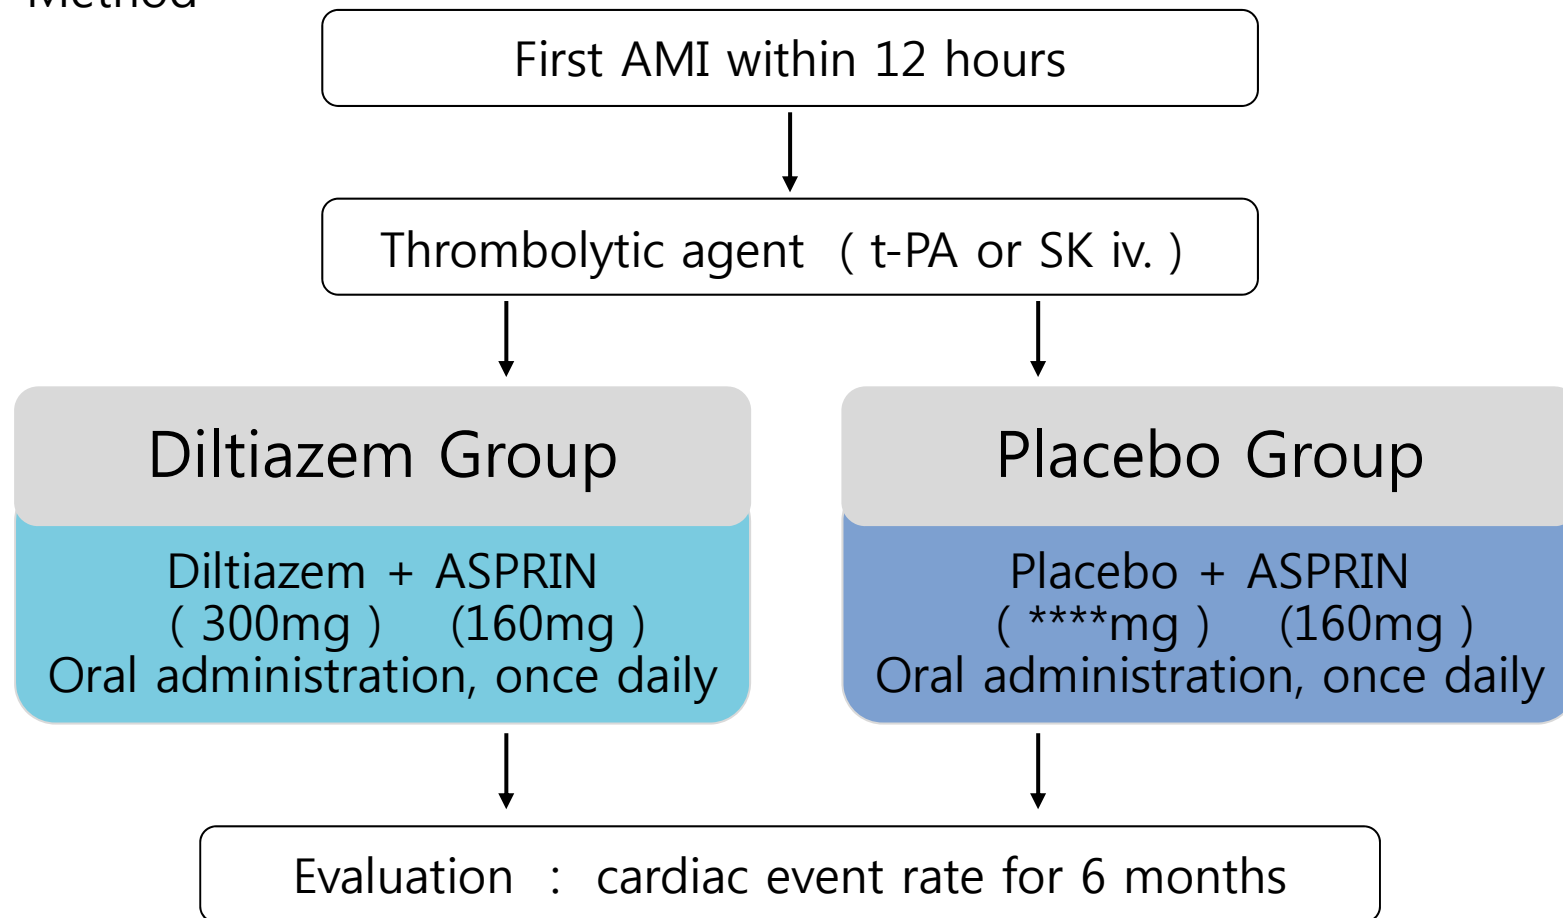 Method
First AMI within 12 hours
Thrombolytic agent ( t-PA or SK iv. )
Diltiazem Group
Diltiazem + ASPRIN
( 300mg ) (160mg )
Oral administration, once daily
Placebo Group
Placebo + ASPRIN
( ****mg ) (160mg )
Oral administration, once daily
Evaluation : cardiac event rate for 6 months